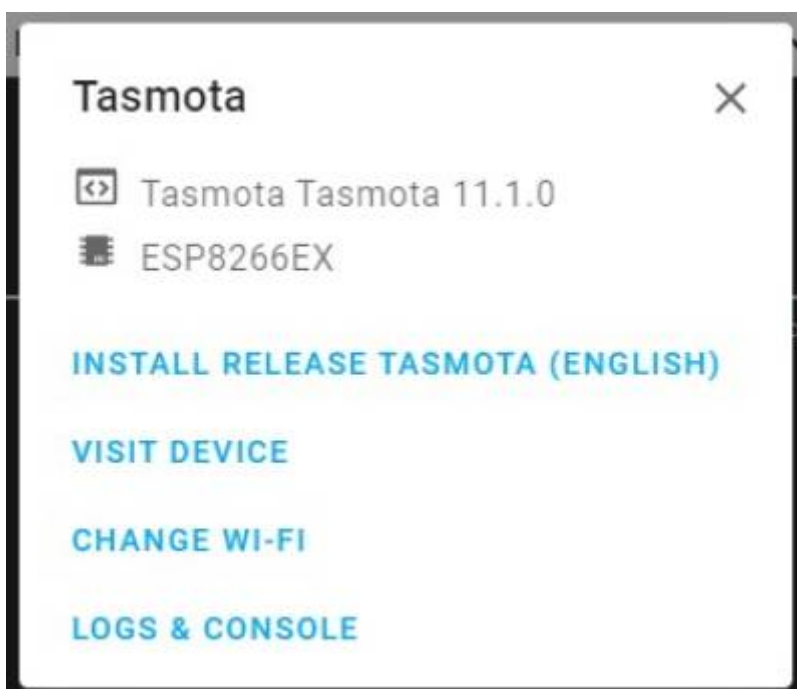 Tasmota
Tasmota Tasmota 11.1.0
ESP8266EX
INSTALL RELEASE TASMOTA (ENGLISH)
VISIT DEVICE
CHANGE WI-FI
LOGS & CONSOLE